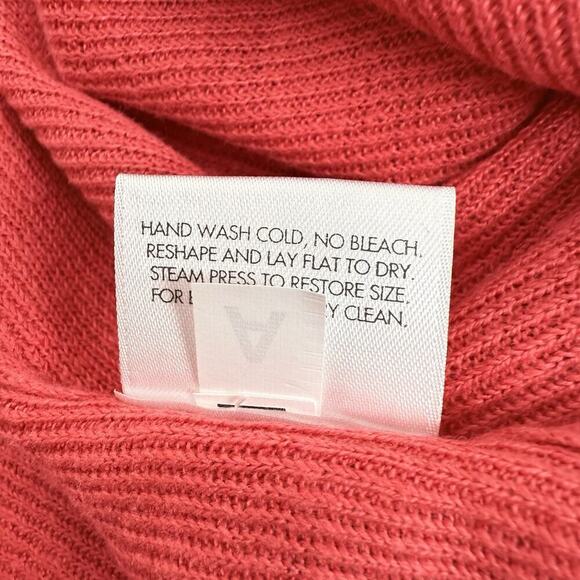 HAND WASH COLD, NO BLEACH.
RESHAPE AND LAY FLAT TO DRY.
STEAM PRESS TO RESTORE SIZE.
FOR CLEAN.
A